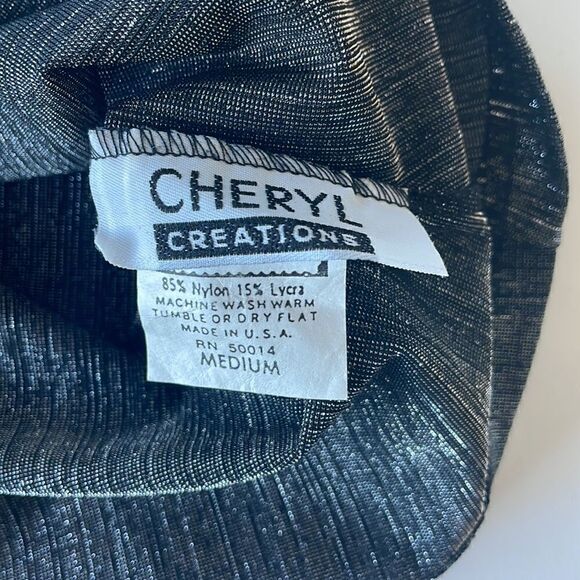 CHERYL
CREATIONS
85% Nylon 15% Lycra
MACHINE WASH WARM
TUMBLE OR DRY FLAT
MADE IN U.S.A.
RN 50014
MEDIUM